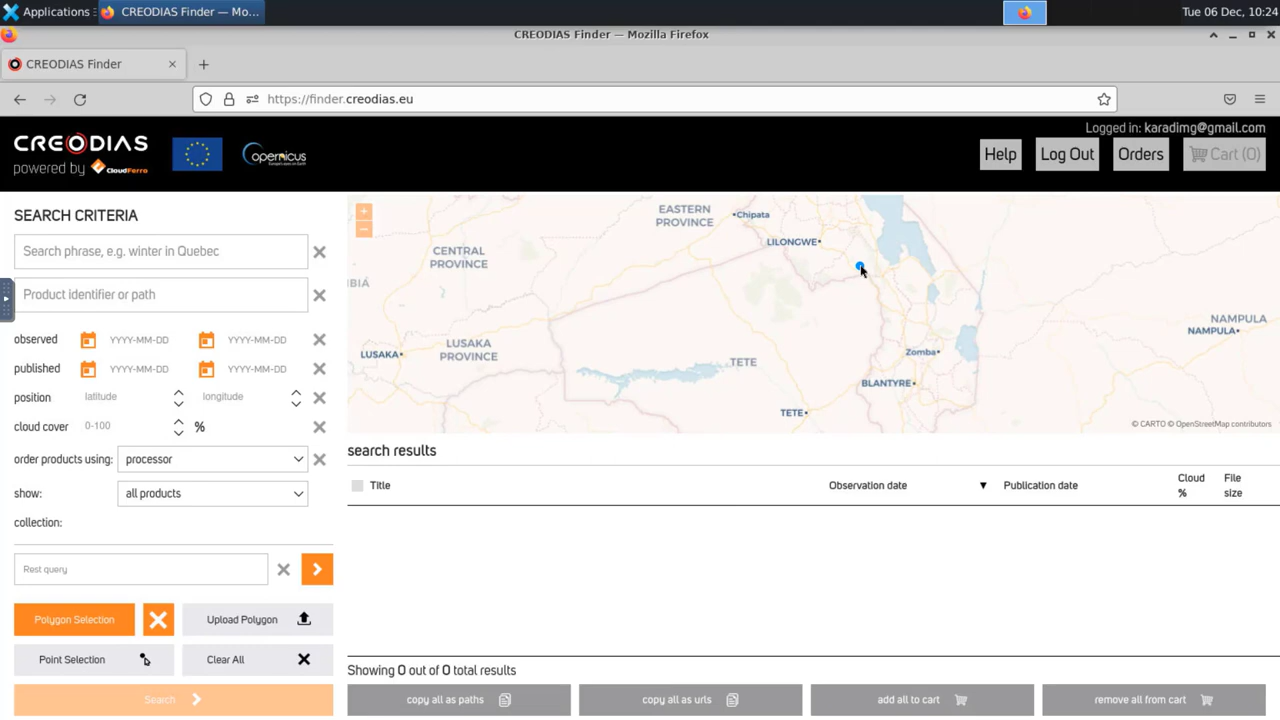 Applications
CREODIAS Finder — Mo...
Tue 06 Dec, 10:24
CREODIAS Finder — Mozilla Firefox
CREODIAS Finder
https://finder.creodias.eu
Logged in: karadimg@gmail.com
CREODIAS
powered by CloudFerro
opernicus
Europe's eyes on Earth
Help
Log Out
Orders
Cart (0)
SEARCH CRITERIA
Search phrase, e.g. winter in Quebec
Product identifier or path
observed YYYY-MM-DD YYYY-MM-DD
published YYYY-MM-DD YYYY-MM-DD
position latitude longitude
cloud cover 0-100 %
order products using: processor
show: all products
collection:
Rest query
Polygon Selection
Upload Polygon
Point Selection
Clear All
Search
+
−
EASTERN
PROVINCE
Chipata
LILONGWE
CENTRAL
PROVINCE
BIÁ
LUSAKA
LUSAKA
PROVINCE
TETE
Zomba
BLANTYRE
TETE
NAMPULA
NAMPULA
© CARTO © OpenStreetMap contributors
search results
Title
Observation date
Publication date
Cloud
%
File
size
Showing 0 out of 0 total results
copy all as paths
copy all as urls
add all to cart
remove all from cart